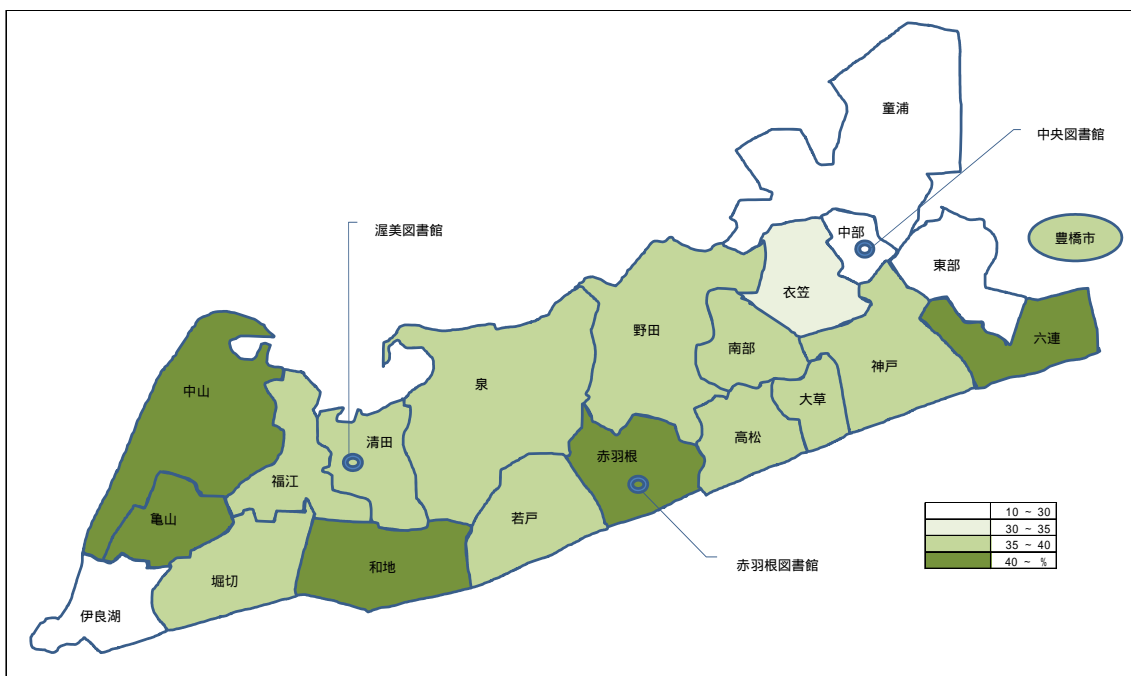 童浦
中央図書館
渥美図書館
中部
豊橋市
東部
衣笠
野田
六連
南部
神戸
中山
泉
大草
清田
高松
赤羽根
福江
亀山
若戸
10 ~ 30
30 ~ 35
35 ~ 40
40 ~ %
和地
赤羽根図書館
堀切
伊良湖